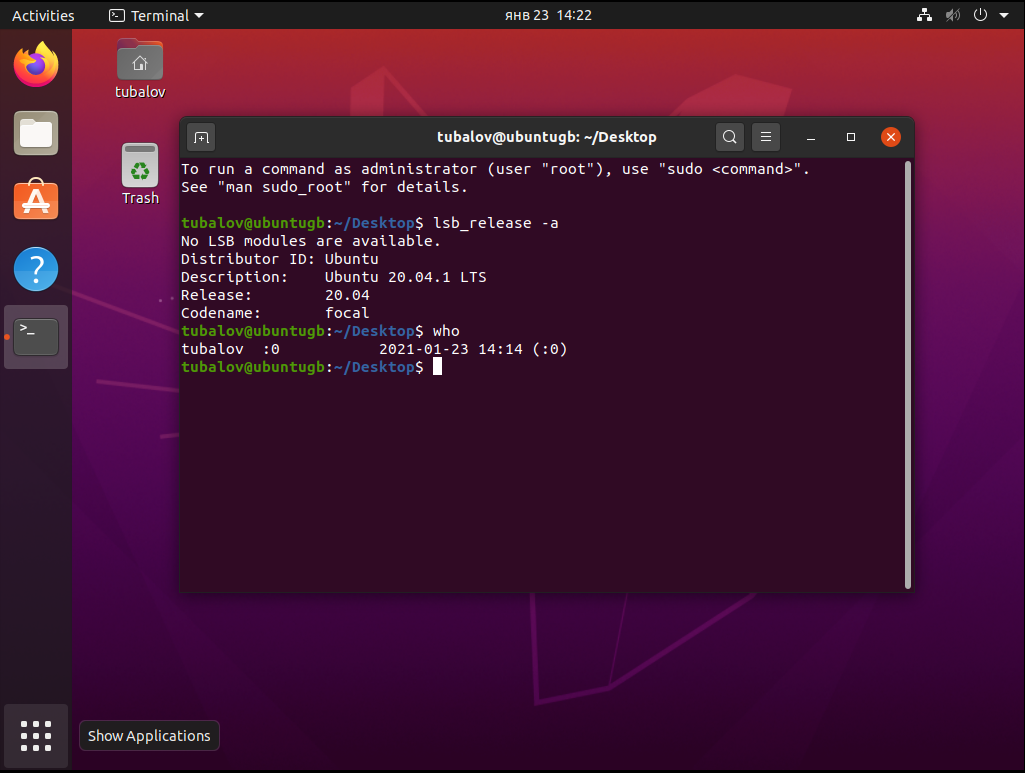 Activities
Terminal
янв 23 14:22
tubalov
Trash
tubalov@ubuntugb: ~/Desktop
To run a command as administrator (user "root"), use "sudo <command>".
See "man sudo_root" for details.
tubalov@ubuntugb:~/Desktop$ lsb_release -a
No LSB modules are available.
Distributor ID: Ubuntu
Description:    Ubuntu 20.04.1 LTS
Release:        20.04
Codename:       focal
tubalov@ubuntugb:~/Desktop$ who
tubalov  :0           2021-01-23 14:14 (:0)
tubalov@ubuntugb:~/Desktop$
Show Applications